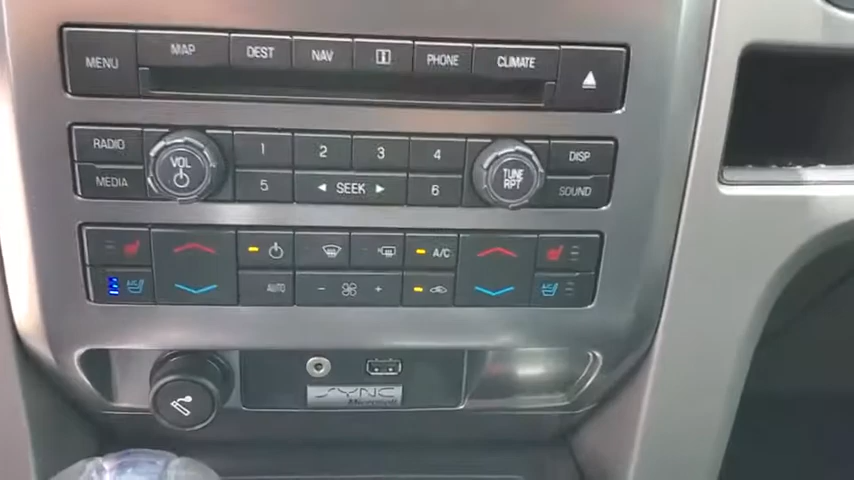 MENU MAP DEST NAV i PHONE CLIMATE
RADIO VOL 1 2 3 4 TUNE DISP
RPT
MEDIA 5 SEEK 6 SOUND
A/C
A/C AUTO - + A/C
SYNC
Microsoft